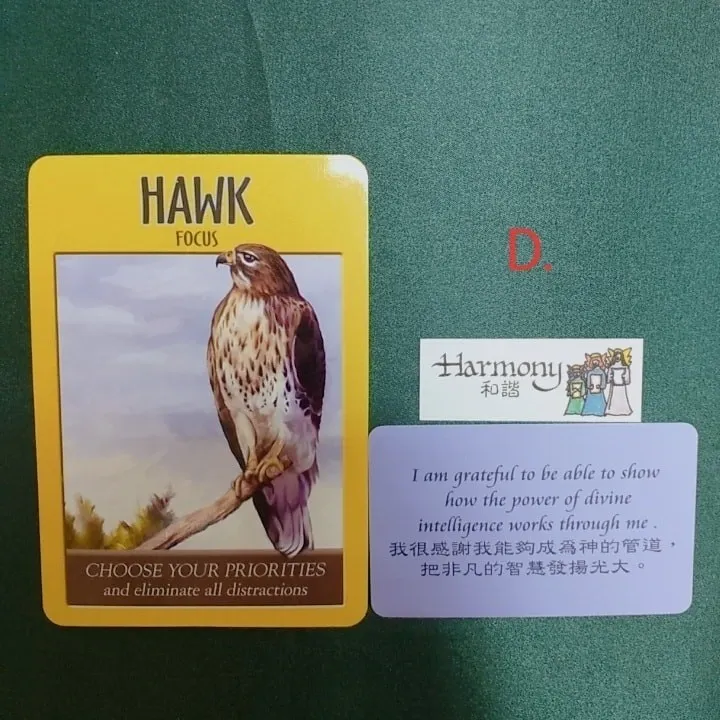 HAWK
FOCUS
CHOOSE YOUR PRIORITIES
and eliminate all distractions
D.
Harmony
和諧
I am grateful to be able to show
how the power of divine
intelligence works through me .
我很感謝我能夠成為神的管道，
把非凡的智慧發揚光大。